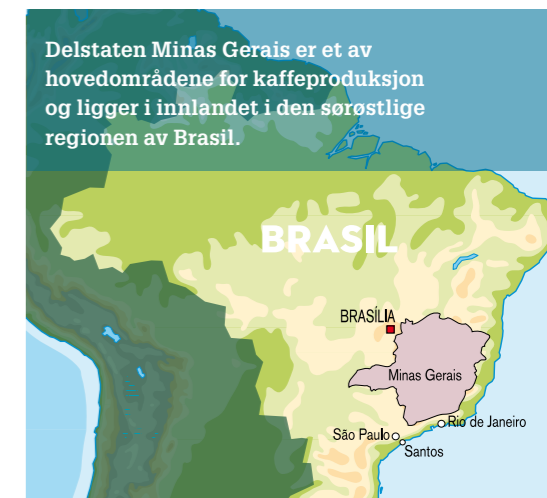 Delstaten Minas Gerais er et av
hovedområdene for kaffeproduksjon
og ligger i innlandet i den sørøstlige
regionen av Brasil.
BRASIL
BRASÍLIA
Minas Gerais
Rio de Janeiro
São Paulo
Santos